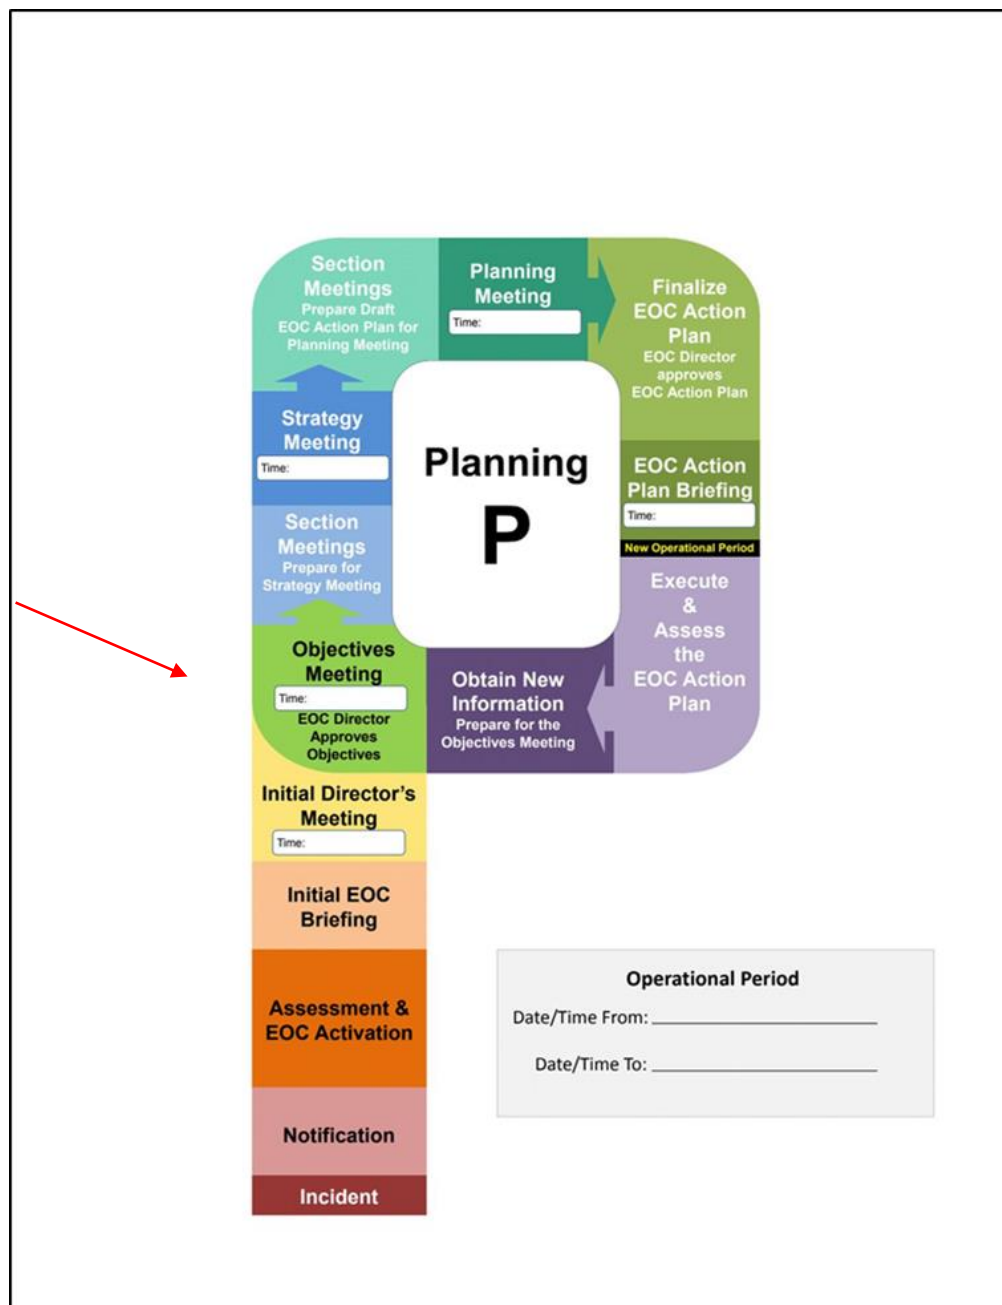 Section
Meetings
Prepare Draft
EOC Action Plan for
Planning Meeting
Planning
Meeting
Time:
Finalize
EOC Action
Plan
EOC Director
approves
EOC Action Plan
Strategy
Meeting
Time:
Planning
P
EOC Action
Plan Briefing
Time:
New Operational Period
Section
Meetings
Prepare for
Strategy Meeting
Execute
&
Assess
the
EOC Action
Plan
Objectives
Meeting
Time:
EOC Director
Approves
Objectives
Obtain New
Information
Prepare for the
Objectives Meeting
Initial Director's
Meeting
Time:
Initial EOC
Briefing
Assessment &
EOC Activation
Notification
Incident
Operational Period
Date/Time From:
Date/Time To: